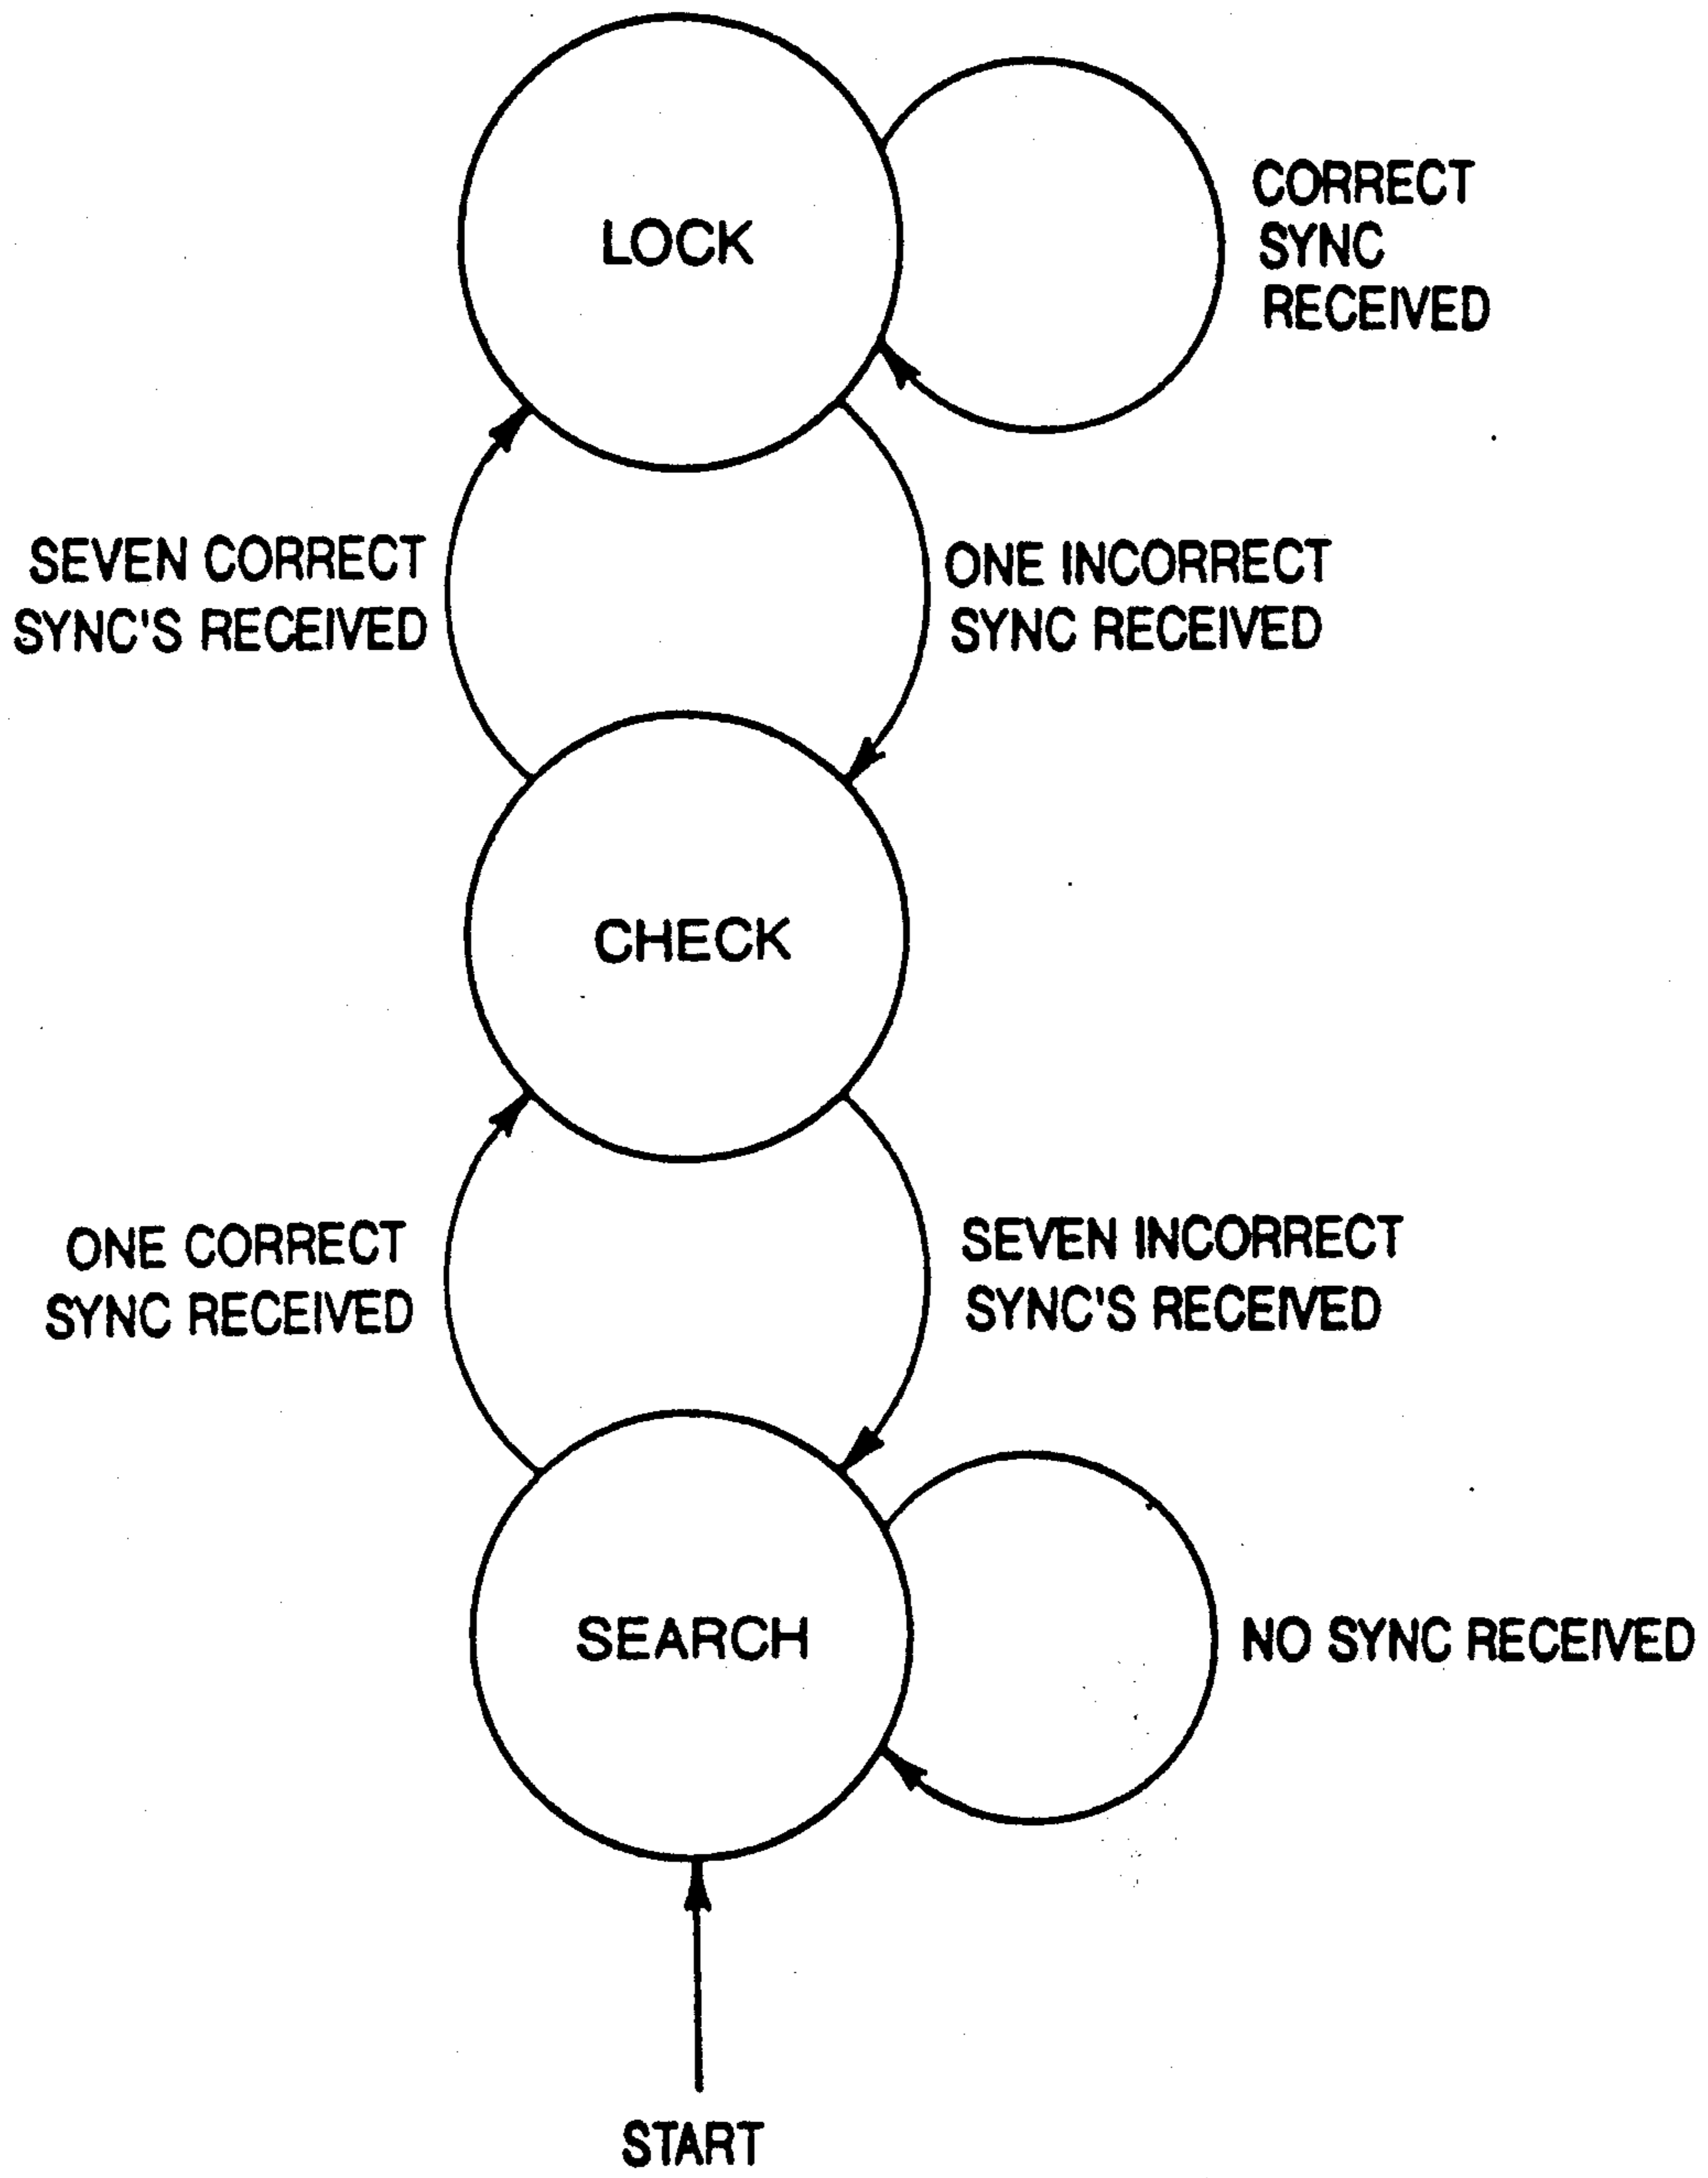 LOCK
CORRECT
SYNC
RECEIVED
SEVEN CORRECT
SYNC'S RECEIVED
ONE INCORRECT
SYNC RECEIVED
CHECK
ONE CORRECT
SYNC RECEIVED
SEVEN INCORRECT
SYNC'S RECEIVED
SEARCH
NO SYNC RECEIVED
START